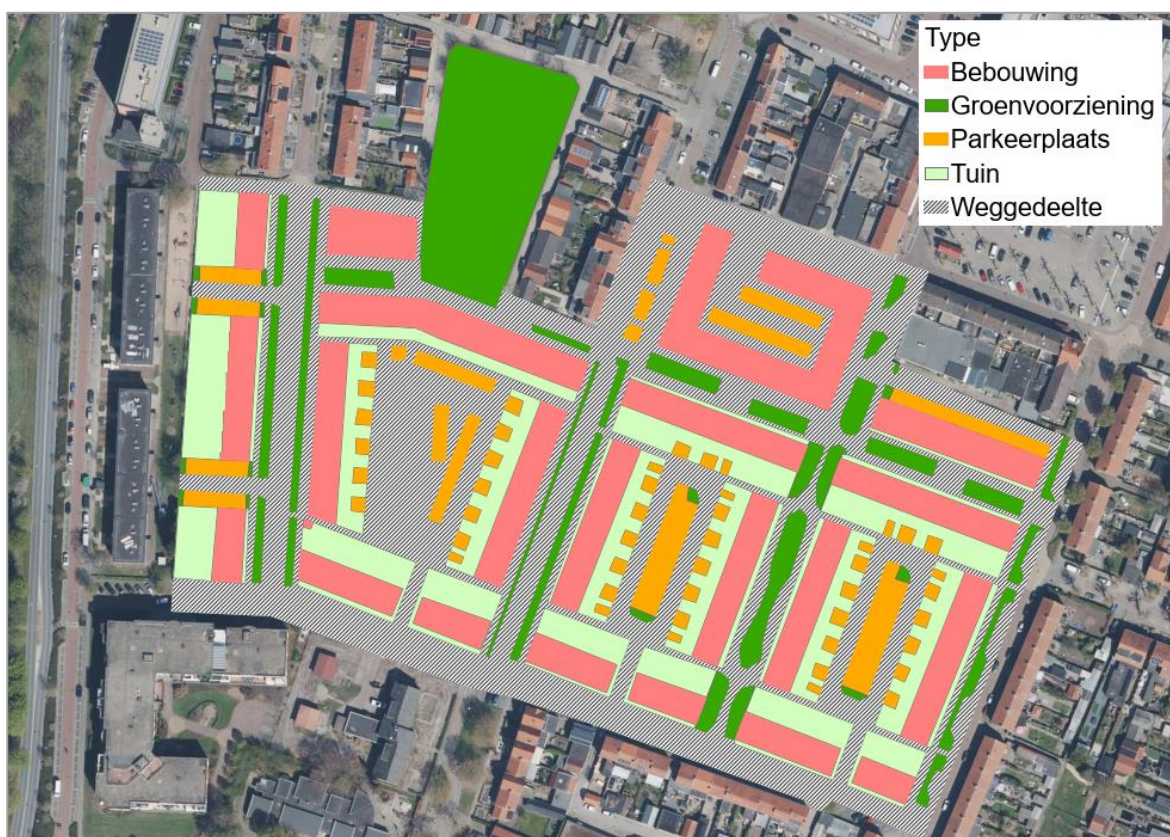 Type
Bebouwing
Groenvoorziening
Parkeerplaats
Tuin
Weggedeelte